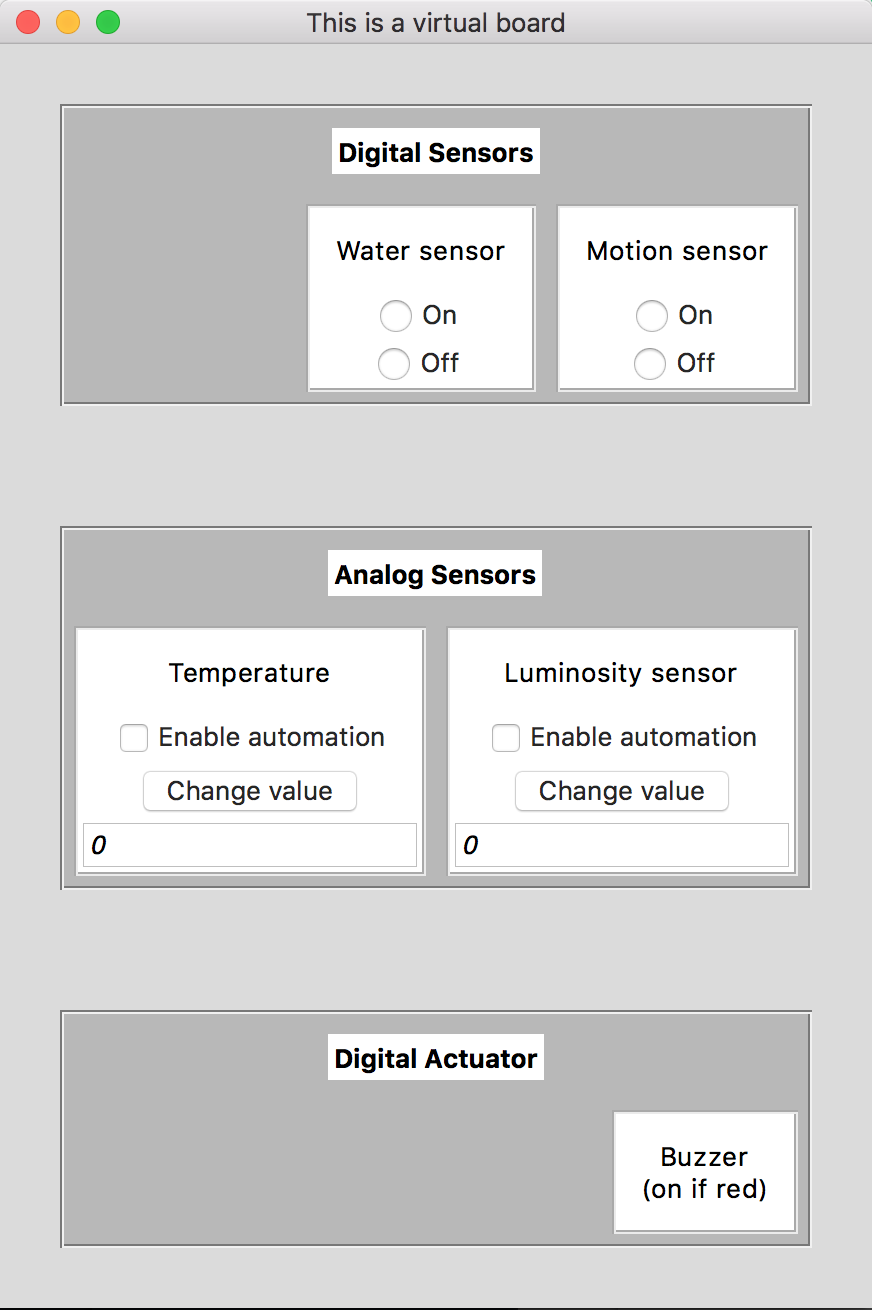 This is a virtual board
Digital Sensors
Water sensor
On
Off
Motion sensor
On
Off
Analog Sensors
Temperature
Enable automation
Change value
0
Luminosity sensor
Enable automation
Change value
0
Digital Actuator
Buzzer
(on if red)